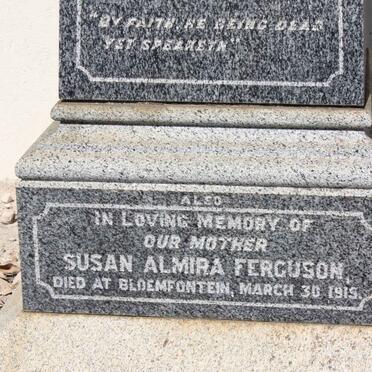 "BY FAITH, HE BEING DEAD
YET SPEAKETH."
ALSO
IN LOVING MEMORY OF
OUR MOTHER
SUSAN ALMIRA FERGUSON,
DIED AT BLOEMFONTEIN, MARCH 30 1915.